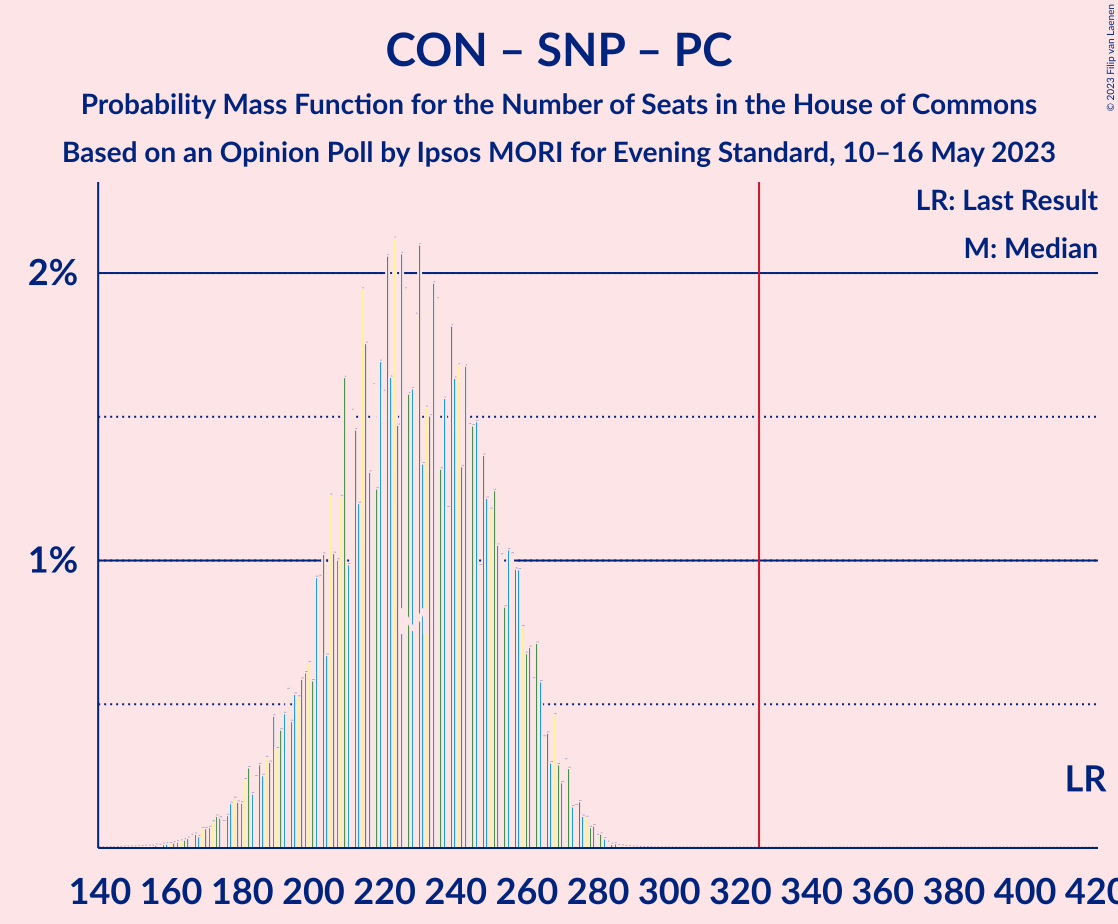 CON – SNP – PC
Probability Mass Function for the Number of Seats in the House of Commons
Based on an Opinion Poll by Ipsos MORI for Evening Standard, 10–16 May 2023
© 2023 Filip van Laenen
LR: Last Result
M: Median
2%
1%
LR
140 160 180 200 220 240 260 280 300 320 340 360 380 400 420